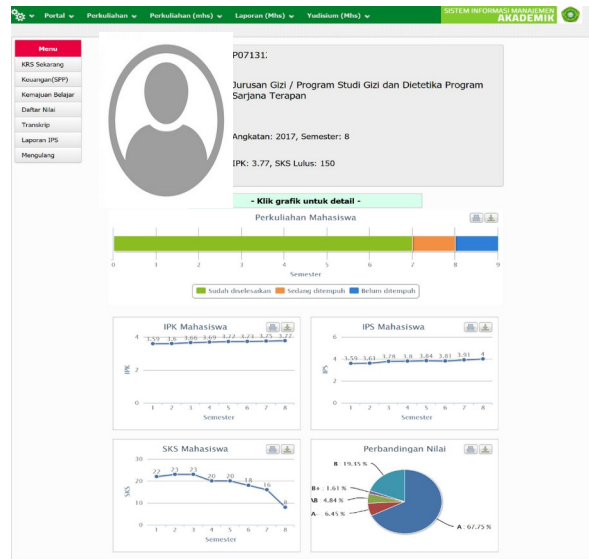 SISTEM INFORMASI MANAJEMEN
AKADEMIK
Portal Perkuliahan Perkuliahan (mhs) Laporan (Mhs) Yudisium (Mhs)
Menu
KRS Sekarang
Keuangan(SPP)
Kemajuan Belajar
Daftar Nilai
Transkrip
Laporan IPS
Mengulang
Jurusan Gizi / Program Studi Gizi dan Dietetika Program
Sarjana Terapan
Angkatan: 2017, Semester: 8
IPK: 3.77, SKS Lulus: 150
- Klik grafik untuk detail -
Perkuliahan Mahasiswa
0 1 2 3 4 5 6 7 8 9
Semester
Sudah diselesaikan Sedang ditempuh Belum ditempuh
IPK Mahasiswa
4
2
0
IPK
3.59 3.6 3.66 3.69 3.72 3.73 3.75 3.77
1 2 3 4 5 6 7 8
Semester
IPS Mahasiswa
6
4
2
0
IPS
3.59 3.61 3.78 3.8 3.84 3.81 3.91 4
1 2 3 4 5 6 7 8
Semester
SKS Mahasiswa
30
20
10
0
SKS
22 23 23 20 20 18 16 6
1 2 3 4 5 6 7 8
Semester
Perbandingan Nilai
B : 19.35 %
B+ : 1.61 %
AB : 4.84 %
A- : 6.45 %
A : 67.75 %